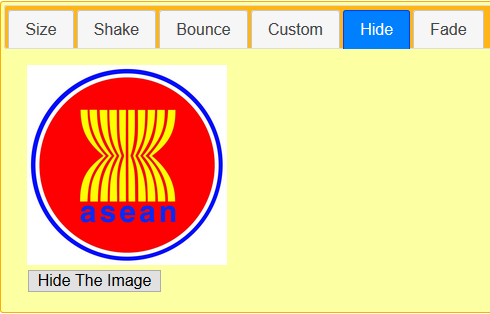 Size Shake Bounce Custom Hide Fade
asean
Hide The Image